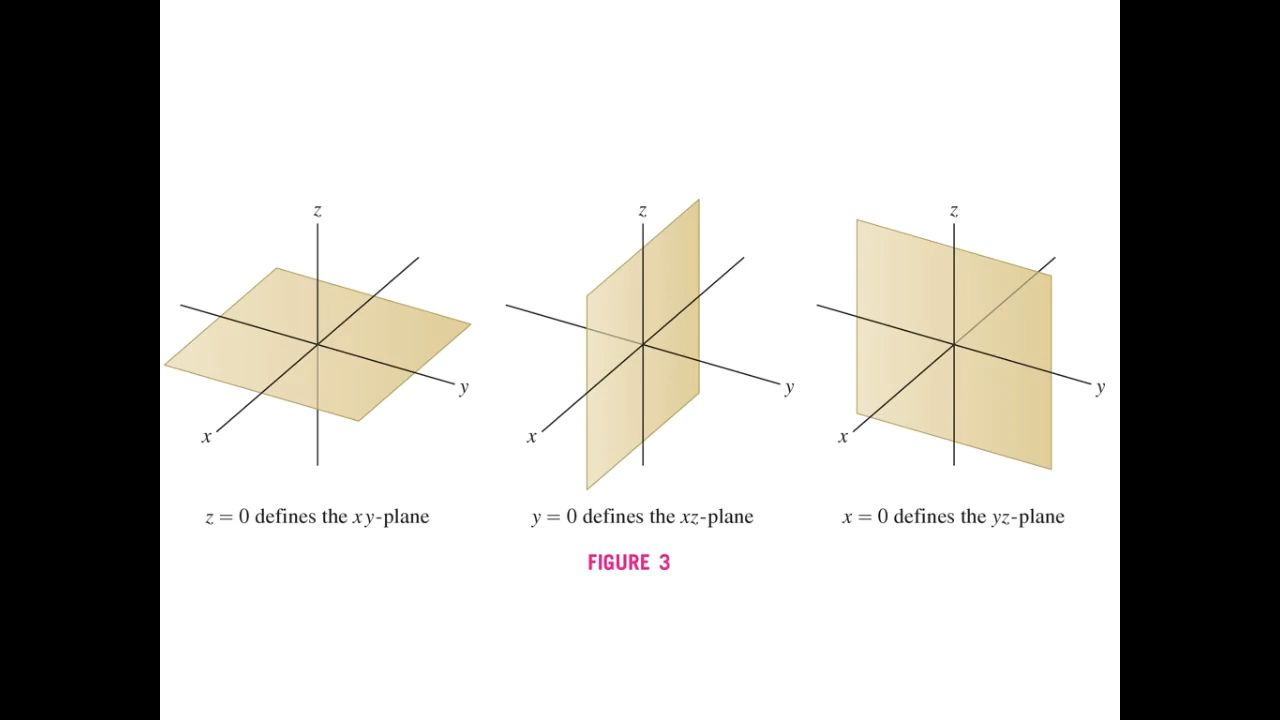 z z z
y y y
x x x
z = 0 defines the xy-plane y = 0 defines the xz-plane x = 0 defines the yz-plane
FIGURE 3